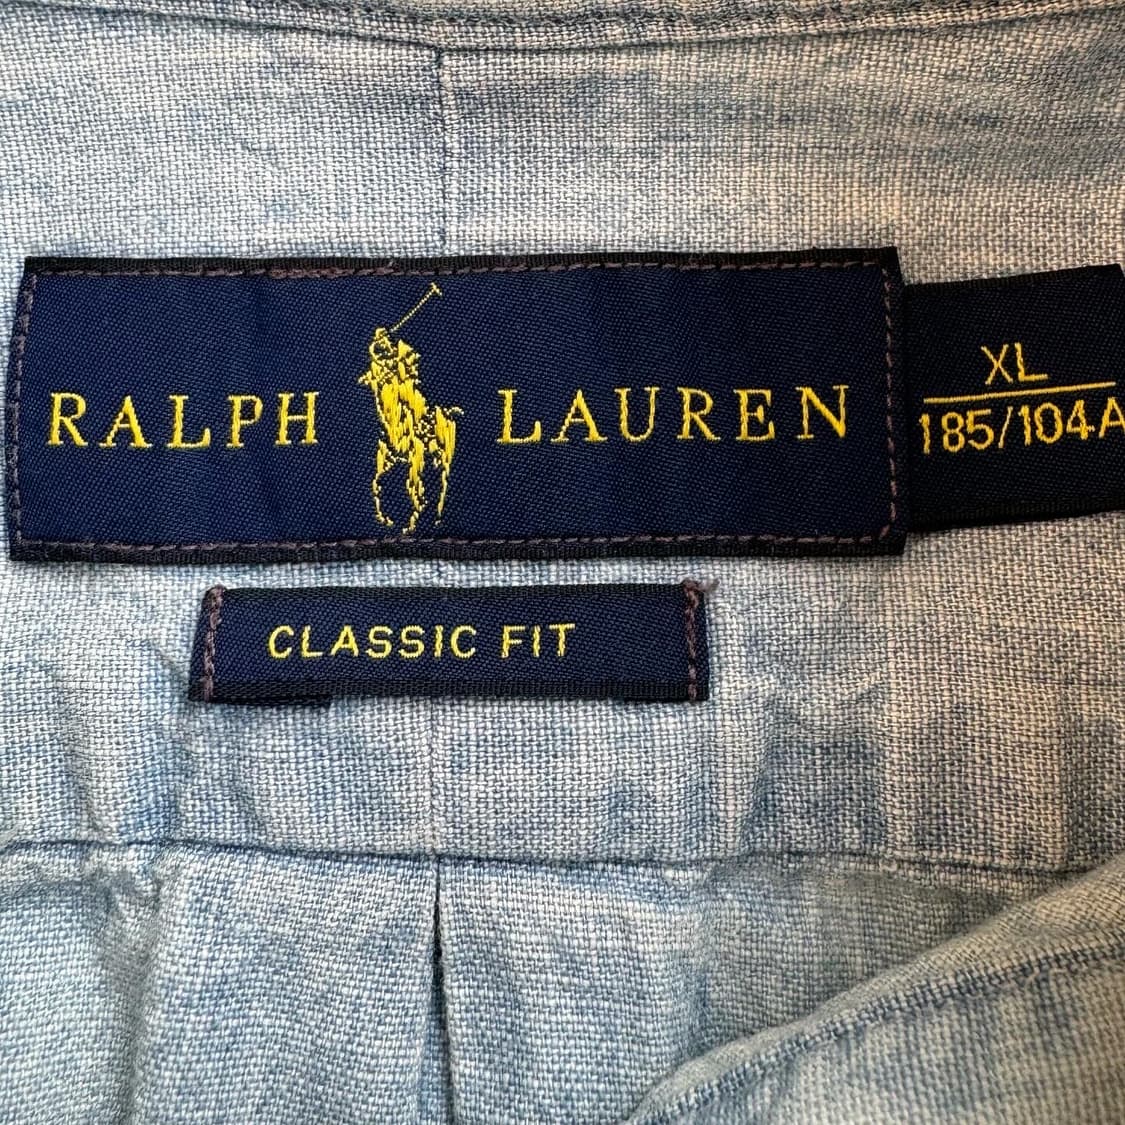 RALPH LAUREN
XL
185/104A
CLASSIC FIT